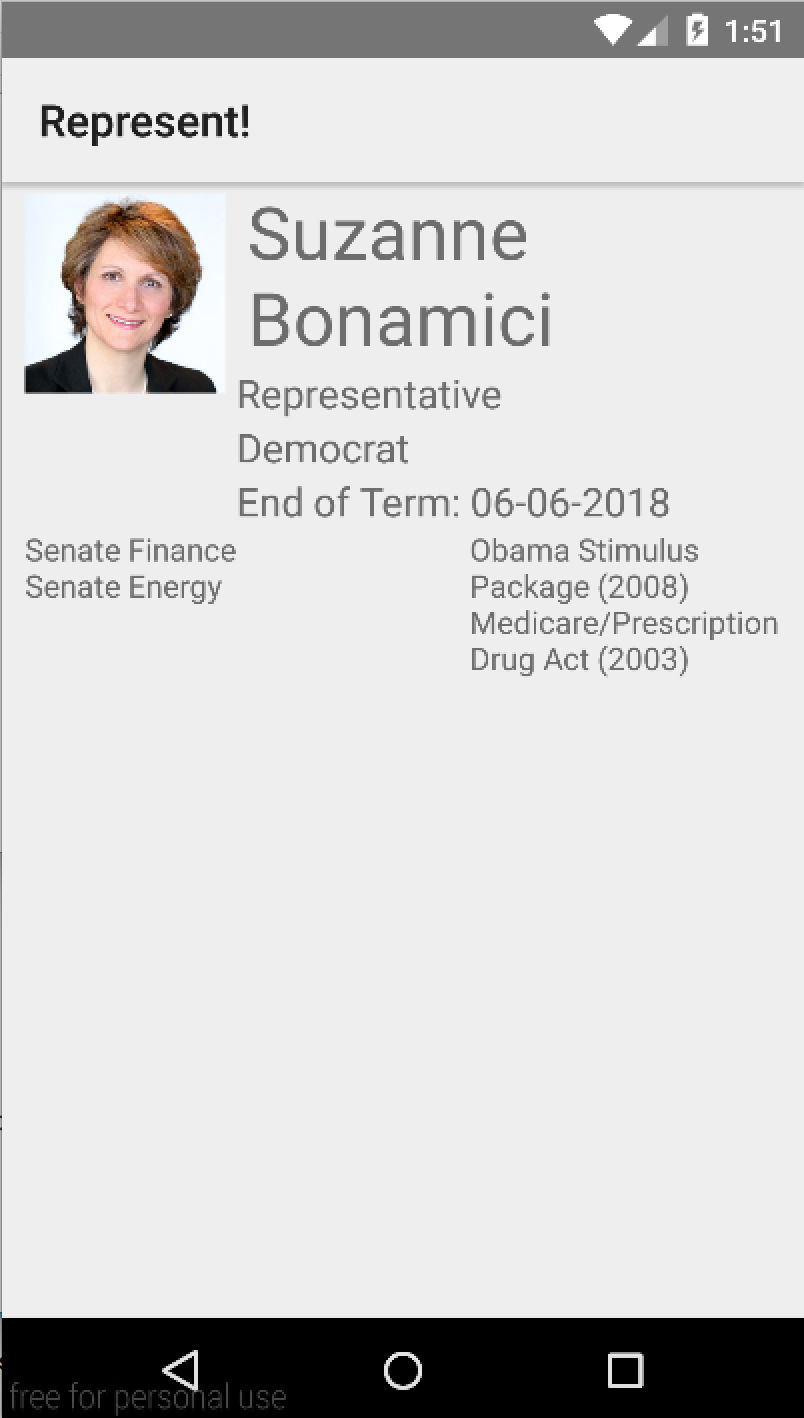 1:51
Represent!
Suzanne
Bonamici
Representative
Democrat
End of Term: 06-06-2018
Senate Finance
Senate Energy
Obama Stimulus
Package (2008)
Medicare/Prescription
Drug Act (2003)
free for personal use